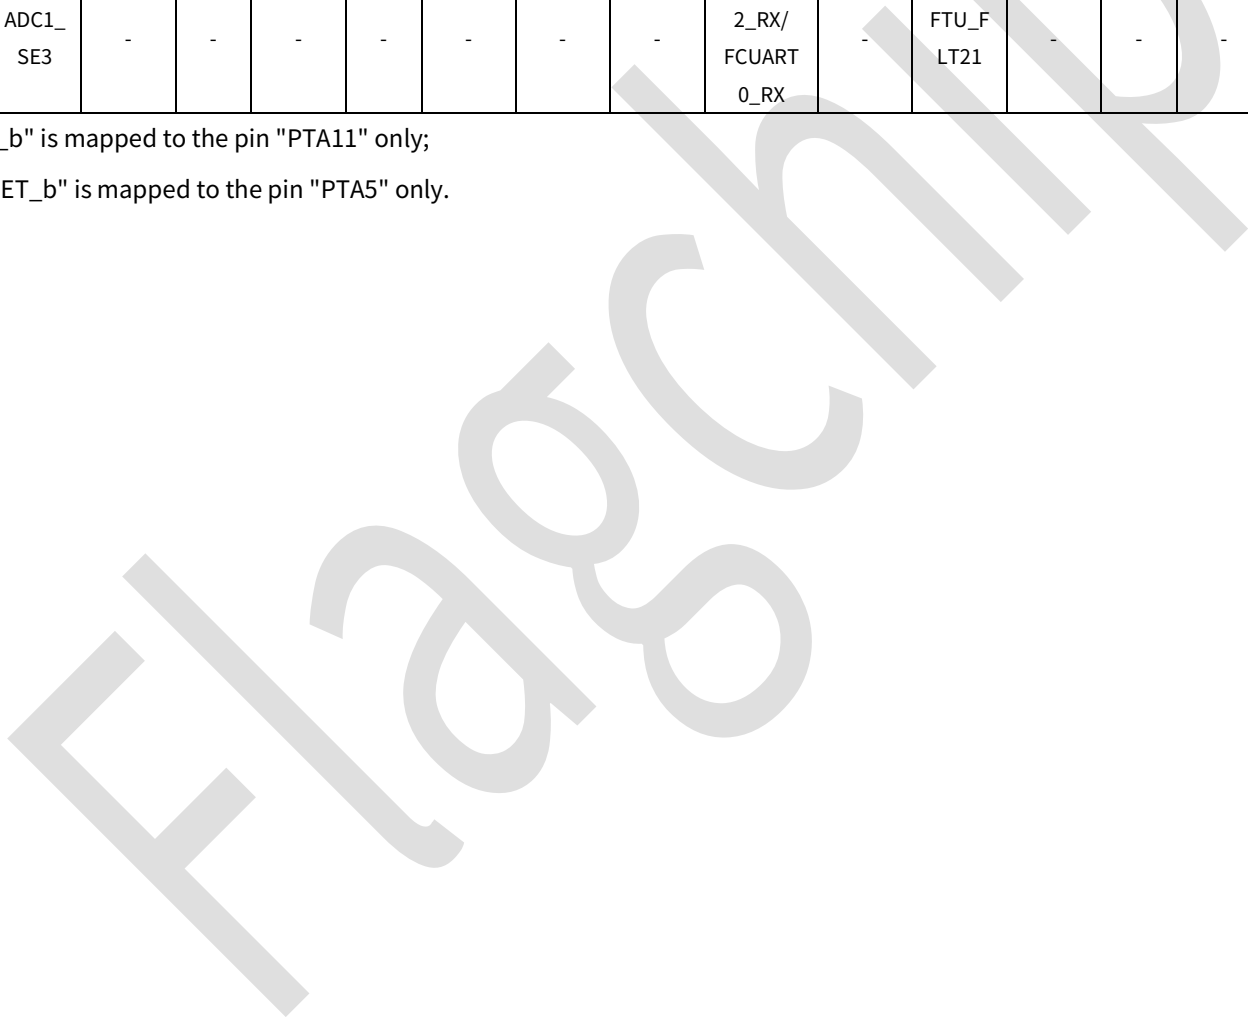 ADC1_
SE3
-
-
-
-
-
-
-
2_RX/
FCUART
0_RX
-
FTU_F
LT21
-
-
-
_b" is mapped to the pin "PTA11" only;
ET_b" is mapped to the pin "PTA5" only.
Flagchip